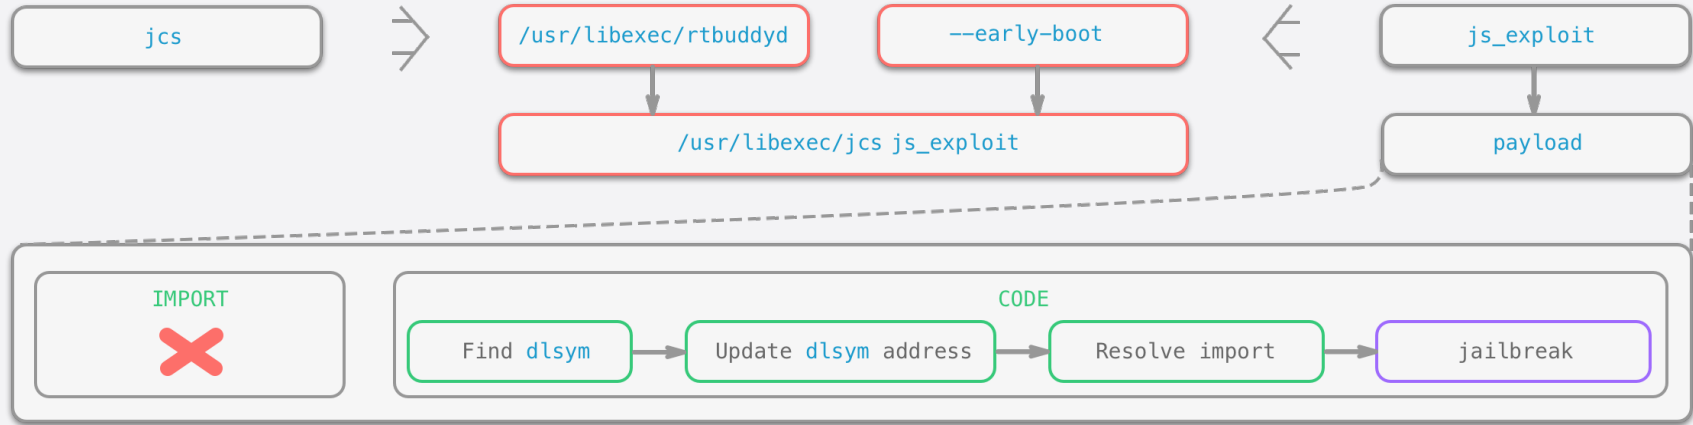 jcs
/usr/libexec/rtbuddyd
--early-boot
js_exploit
/usr/libexec/jcs js_exploit
payload
IMPORT
CODE
Find dlsym
Update dlsym address
Resolve import
jailbreak